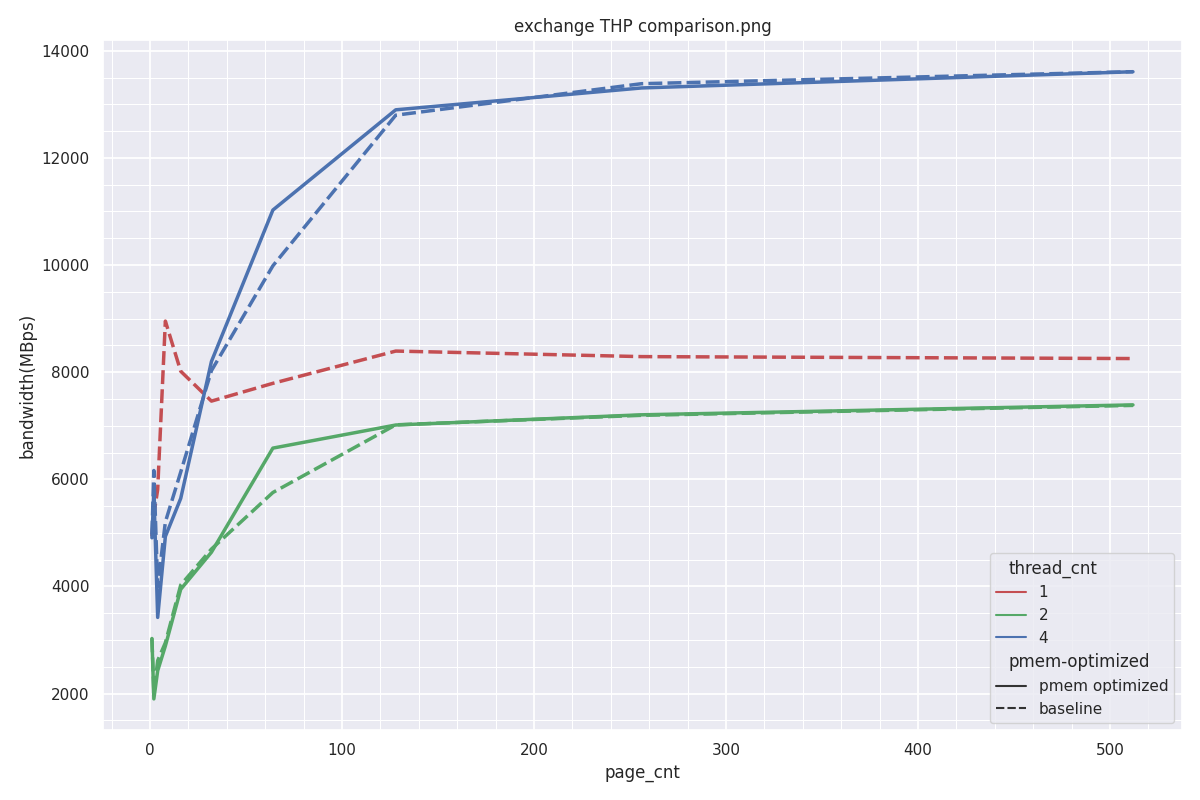 exchange THP comparison.png
14000
12000
10000
8000
6000
4000
2000
bandwidth(MBps)
0
100
200
300
400
500
page_cnt
thread_cnt
1
2
4
pmem-optimized
pmem optimized
baseline